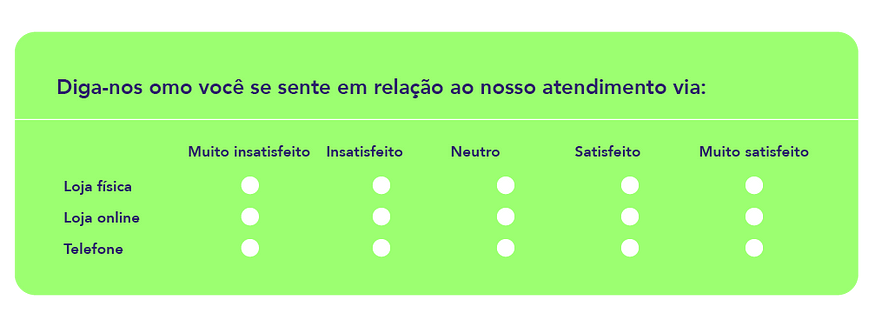 Diga-nos omo você se sente em relação ao nosso atendimento via:
Muito insatisfeito Insatisfeito Neutro Satisfeito Muito satisfeito
Loja física
Loja online
Telefone